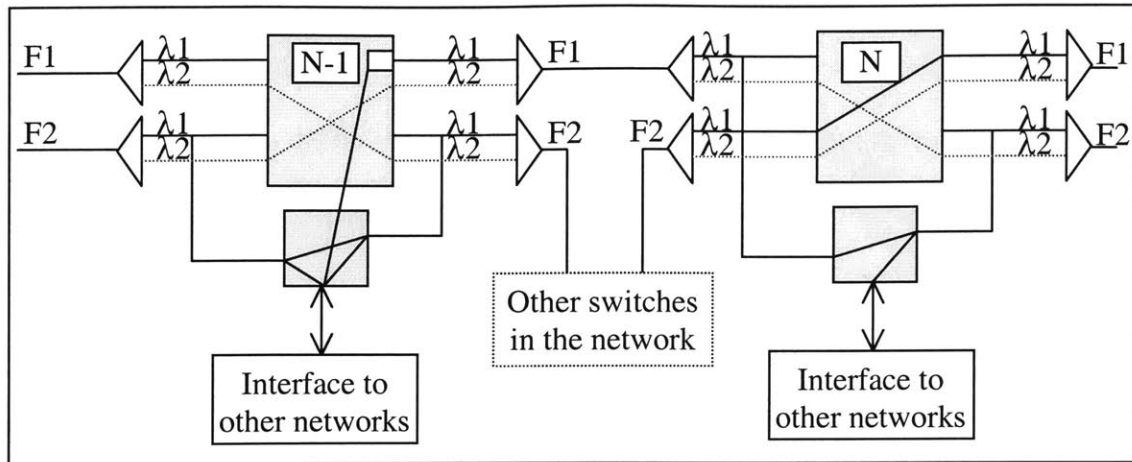 F1
λ1
λ2
N-1
λ1
λ2
F1
λ1
λ2
N
λ1
λ2
F1
F2
λ1
λ2
λ1
λ2
F2
F2
λ1
λ2
λ1
λ2
F2
Other switches
in the network
Interface to
other networks
Interface to
other networks